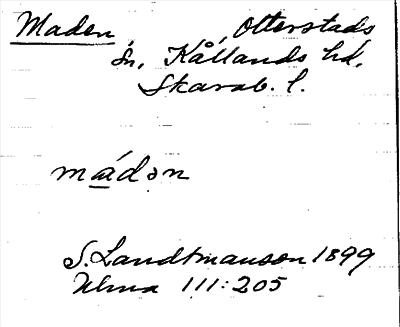 Maden, Otterstads
sn, Kållands hd,
Skarab. l.
mádən
S. Landtmanson 1899
Ulma 111:205